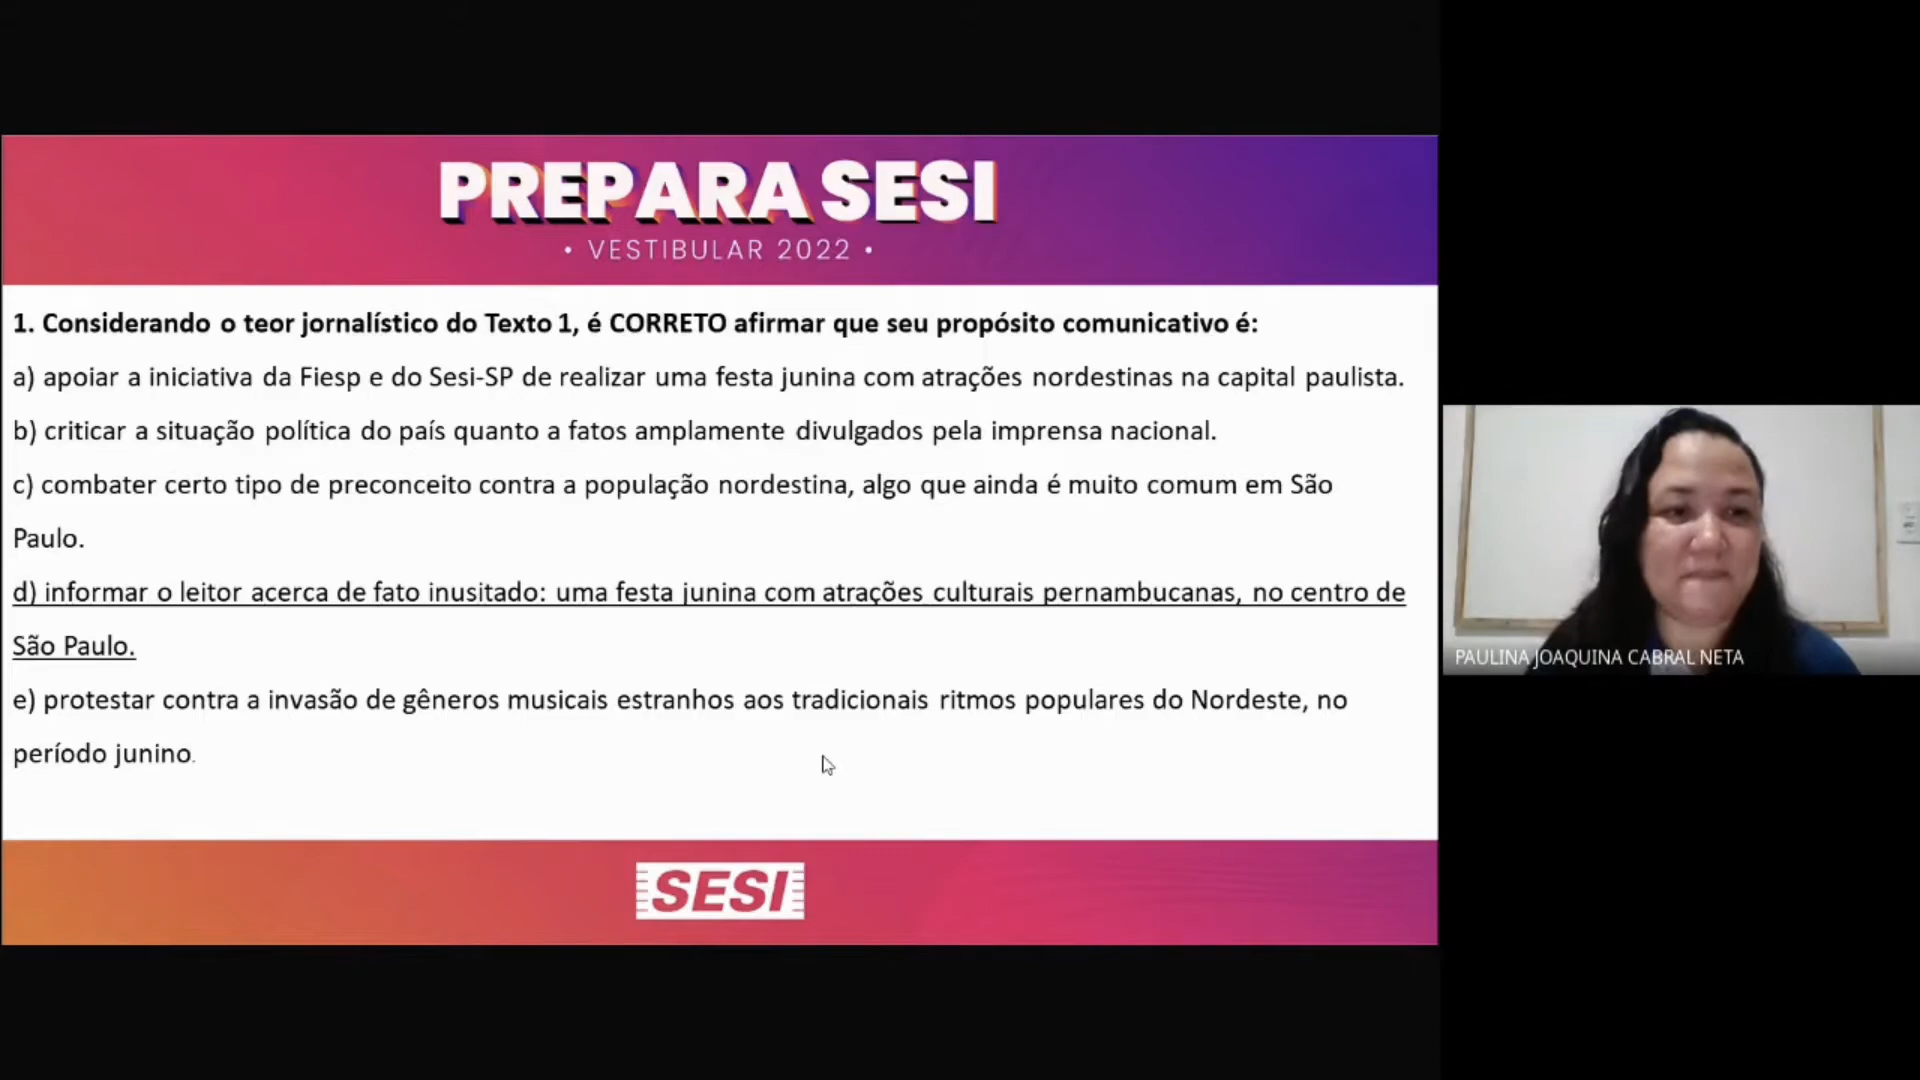 PREPARA SESI
• VESTIBULAR 2022 •
1. Considerando o teor jornalístico do Texto 1, é CORRETO afirmar que seu propósito comunicativo é:
a) apoiar a iniciativa da Fiesp e do Sesi-SP de realizar uma festa junina com atrações nordestinas na capital paulista.
b) criticar a situação política do país quanto a fatos amplamente divulgados pela imprensa nacional.
c) combater certo tipo de preconceito contra a população nordestina, algo que ainda é muito comum em São
Paulo.
d) informar o leitor acerca de fato inusitado: uma festa junina com atrações culturais pernambucanas, no centro de
São Paulo.
e) protestar contra a invasão de gêneros musicais estranhos aos tradicionais ritmos populares do Nordeste, no
período junino.
SESI
PAULINA JOAQUINA CABRAL NETA